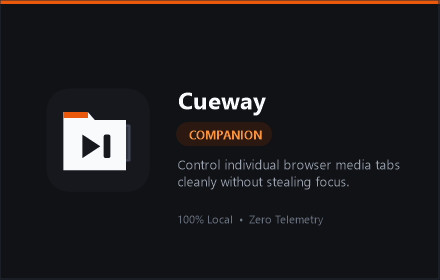 Cueway
COMPANION
Control individual browser media tabs
cleanly without stealing focus.
100% Local • Zero Telemetry